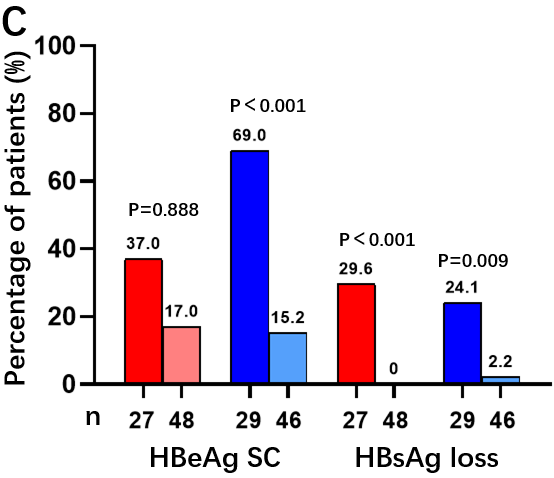 C
Percentage of patients (%)
100
80
60
40
20
0
P=0.888
37.0
17.0
P<0.001
69.0
15.2
P<0.001
29.6
0
P=0.009
24.1
2.2
n 27 48 29 46 27 48 29 46
HBeAg SC HBsAg loss